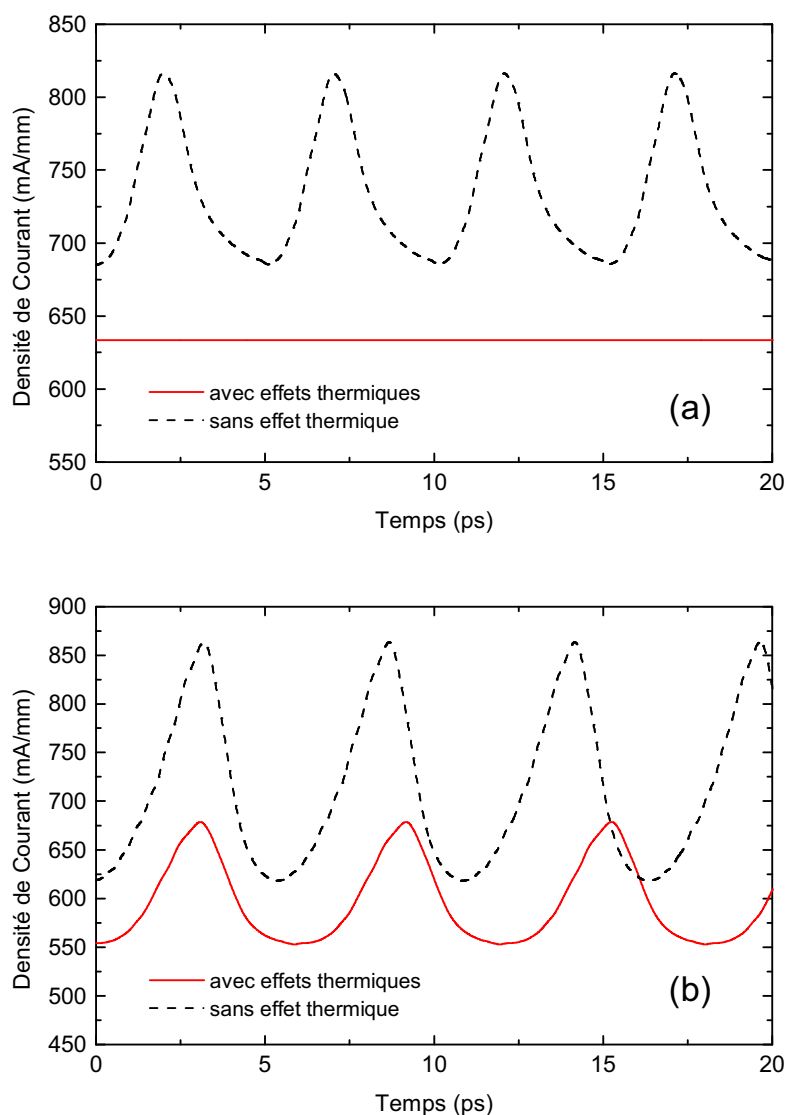 850
800
750
700
650
600
550
Densité de Courant (mA/mm)
avec effets thermiques
sans effet thermique
(a)
0 5 10 15 20
Temps (ps)
900
850
800
750
700
650
600
550
500
450
Densité de Courant (mA/mm)
avec effets thermiques
sans effet thermique
(b)
0 5 10 15 20
Temps (ps)